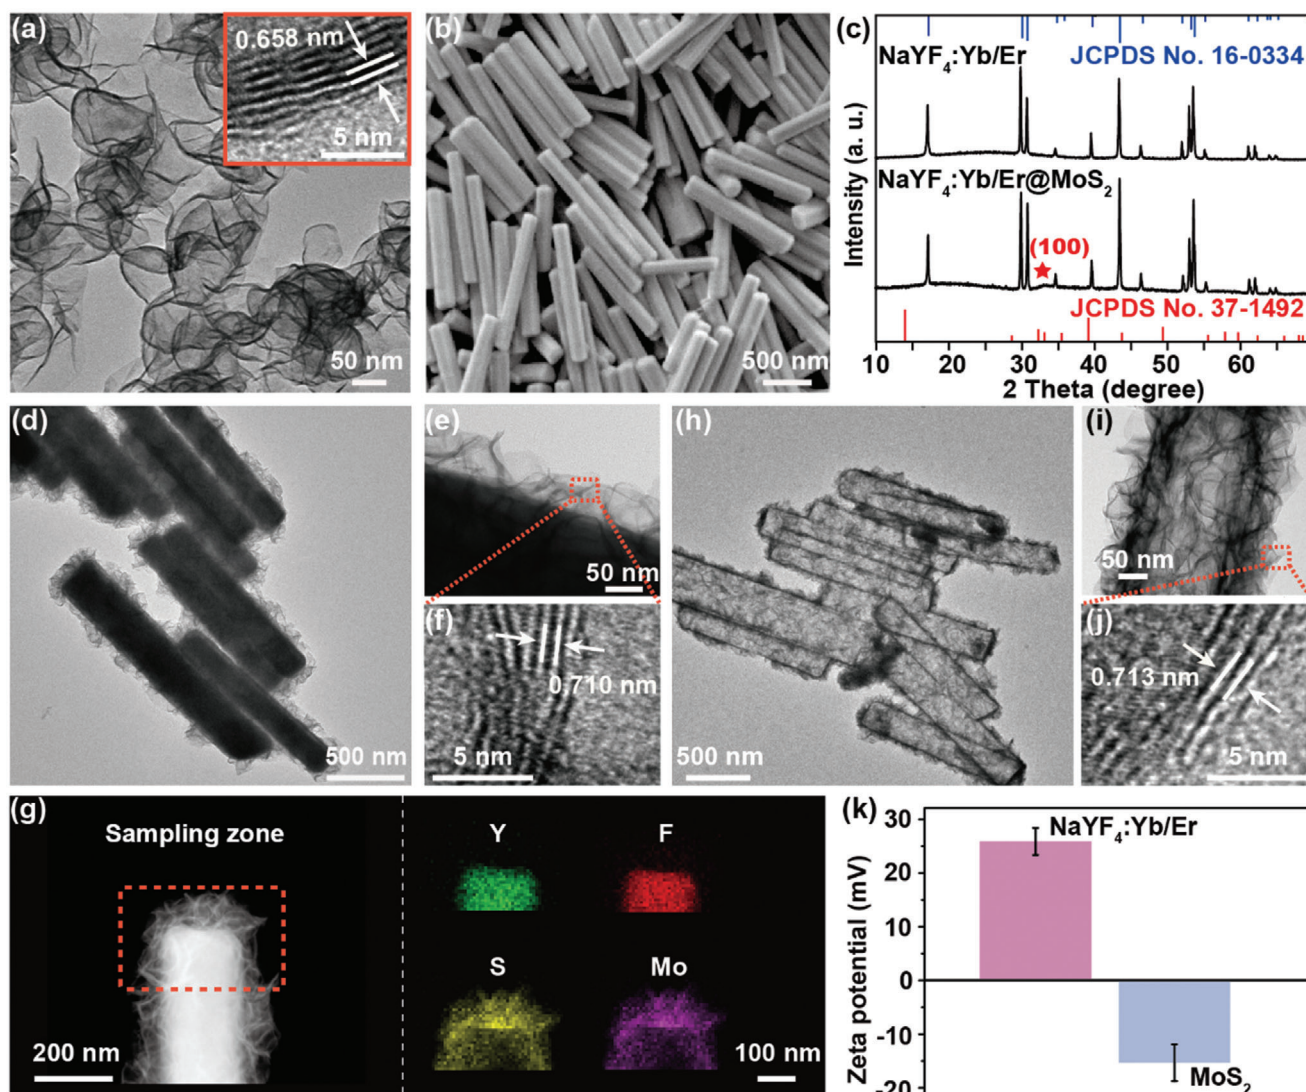 (a)
0.658 nm
5 nm
50 nm
(b)
500 nm
(c)
NaYF4:Yb/Er
JCPDS No. 16-0334
NaYF4:Yb/Er@MoS2
(100)
JCPDS No. 37-1492
Intensity (a. u.)
10 20 30 40 50 60
2 Theta (degree)
(d)
500 nm
(e)
50 nm
(f)
0.710 nm
5 nm
(h)
500 nm
(i)
50 nm
(j)
0.713 nm
5 nm
(g)
Sampling zone
200 nm
Y
F
S
Mo
100 nm
(k)
Zeta potential (mV)
30
20
10
0
-10
-20
NaYF4:Yb/Er
MoS2